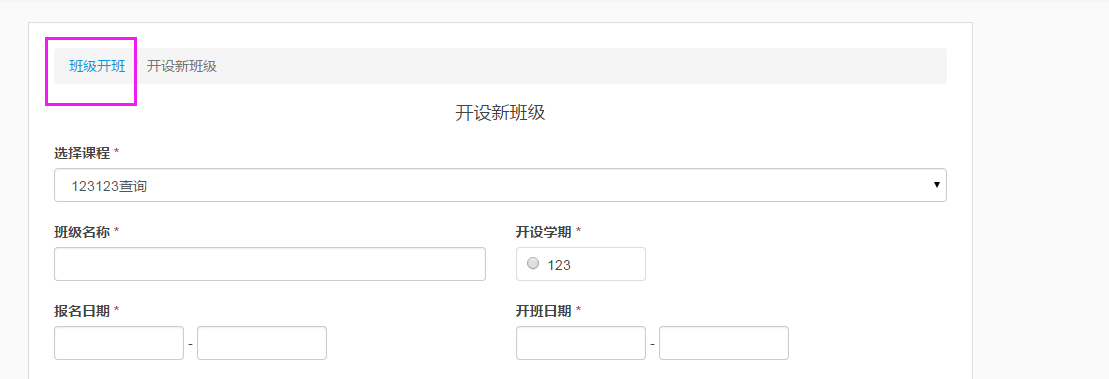 班级开班 开设新班级
开设新班级
选择课程 *
123123查询
班级名称 * 开设学期 *
123
报名日期 * 开班日期 *
- -